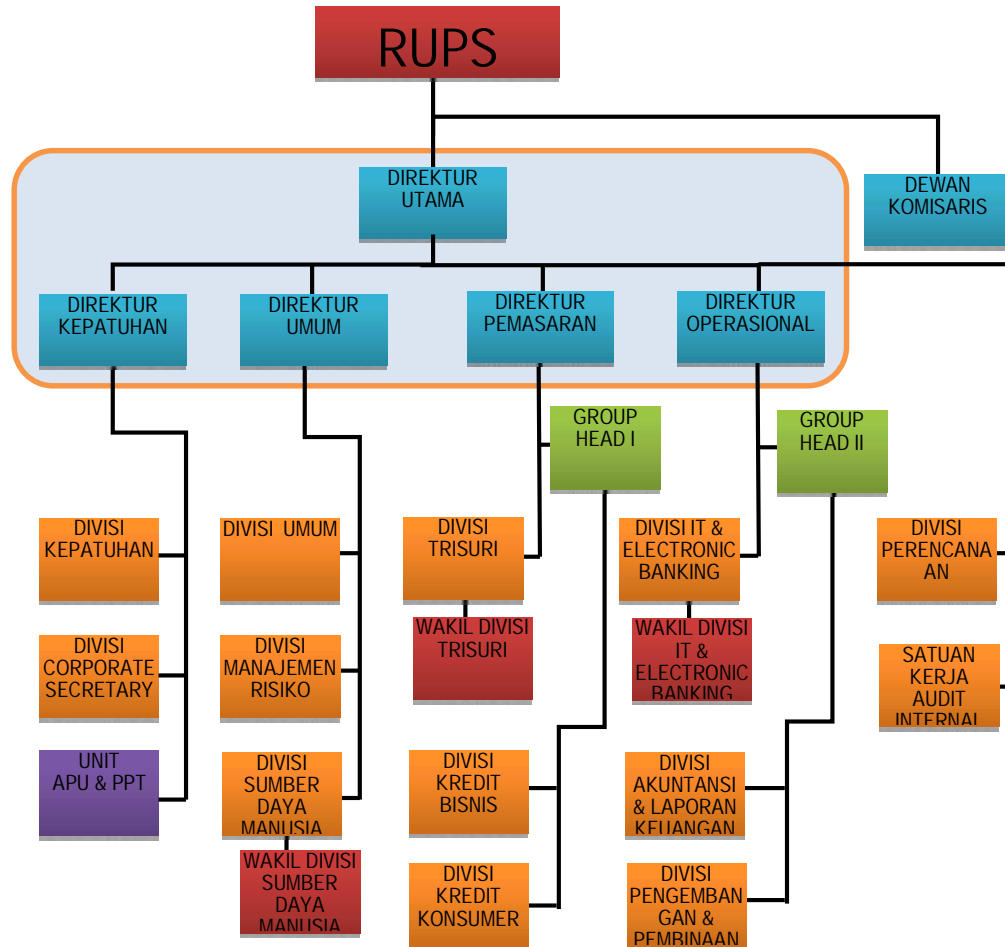 RUPS
DIREKTUR
UTAMA
DEWAN
KOMISARIS
DIREKTUR
KEPATUHAN
DIREKTUR
UMUM
DIREKTUR
PEMASARAN
DIREKTUR
OPERASIONAL
GROUP
HEAD I
GROUP
HEAD II
DIVISI
KEPATUHAN
DIVISI UMUM
DIVISI
TRISURI
DIVISI IT &
ELECTRONIC
BANKING
DIVISI
PERENCANA
AN
WAKIL DIVISI
TRISURI
WAKIL DIVISI
IT &
ELECTRONIC
BANKING
DIVISI
CORPORATE
SECRETARY
DIVISI
MANAJEMEN
RISIKO
SATUAN
KERJA
AUDIT
INTERNAL
UNIT
APU & PPT
DIVISI
SUMBER
DAYA
MANUSIA
DIVISI
KREDIT
BISNIS
DIVISI
AKUNTANSI
& LAPORAN
KEUANGAN
WAKIL DIVISI
SUMBER
DAYA
MANUSIA
DIVISI
KREDIT
KONSUMER
DIVISI
PENGEMBAN
GAN &
PEMBINAAN